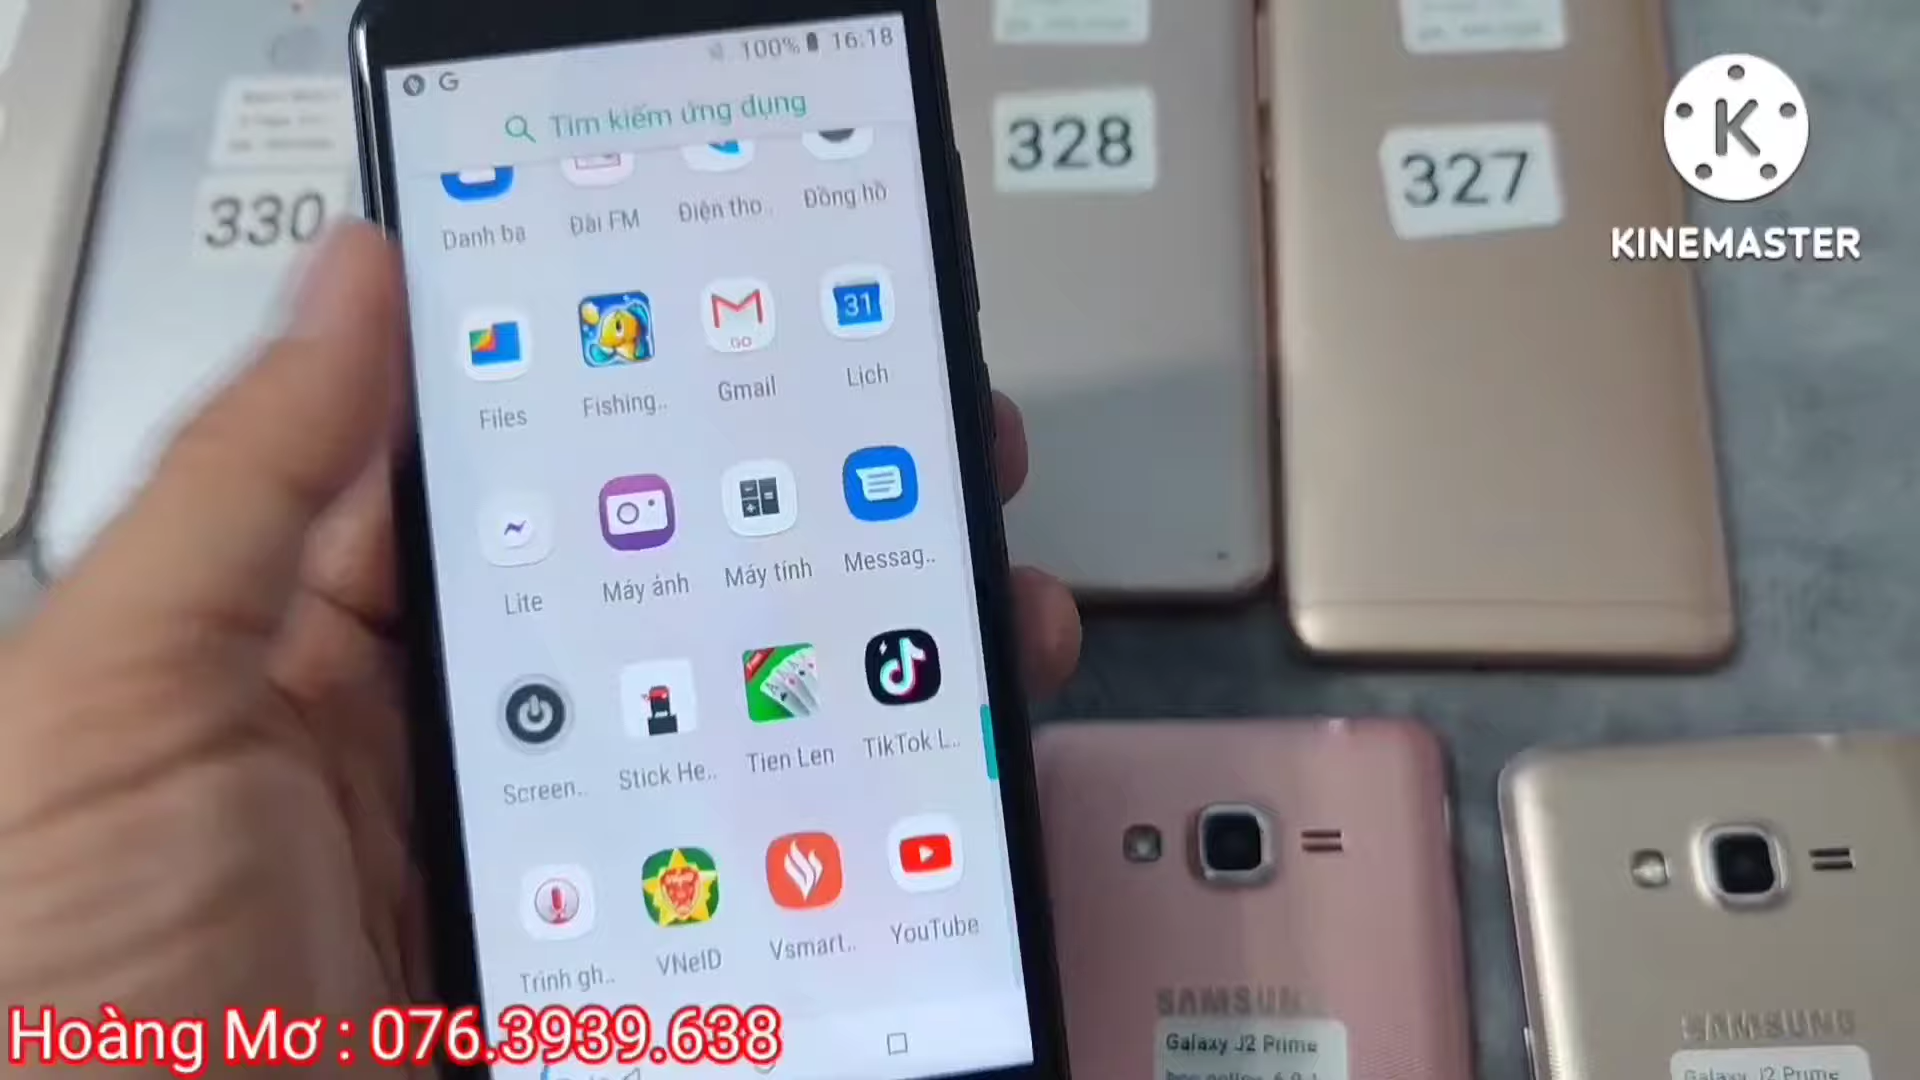 100% 16.18
G
Tìm kiếm ứng dụng
Danh bạ
Đài FM
Điện tho..
Đồng hồ
31
GO
Files
Fishing..
Gmail
Lịch
Lite
Máy ảnh
Máy tính
Messag..
Screen..
Stick He..
Tien Len
TikTok L..
Trình gh..
VNeID
Vsmart..
YouTube
330
328
327
K
KINEMASTER
SAMSUNG
Galaxy J2 Prime
SAMSUNG
Galaxy J2 Prime
Hoàng Mơ : 076.3939.638